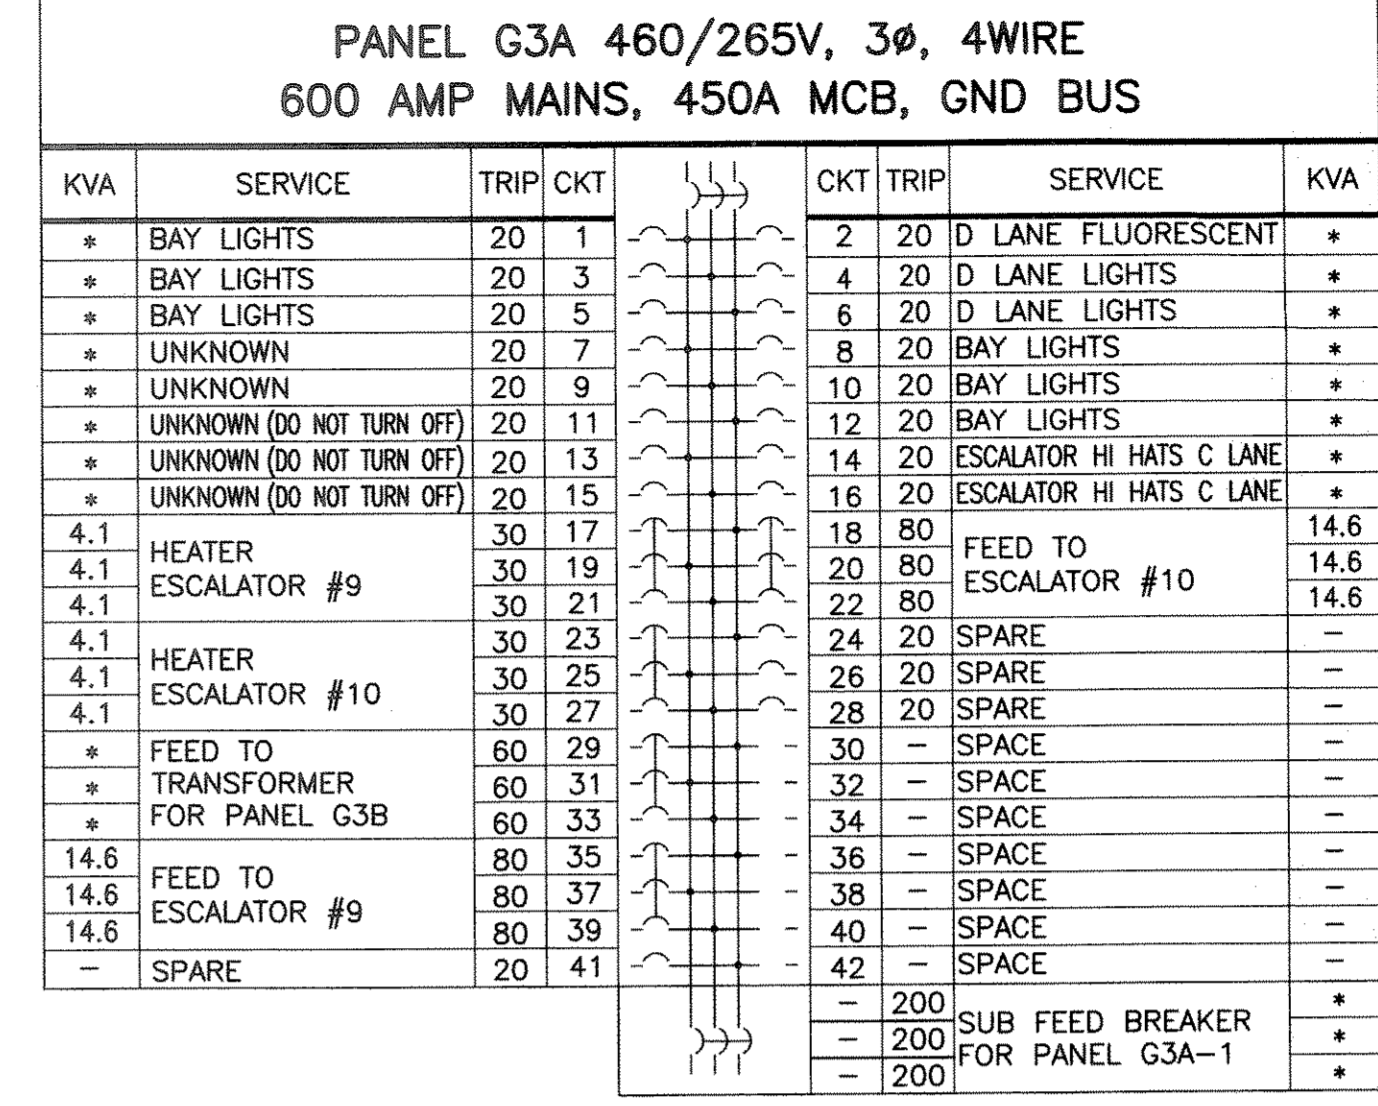 PANEL G3A 460/265V, 3ø, 4WIRE
600 AMP MAINS, 450A MCB, GND BUS
KVA SERVICE TRIP CKT CKT TRIP SERVICE KVA
* BAY LIGHTS 20 1 2 20 D LANE FLUORESCENT *
* BAY LIGHTS 20 3 4 20 D LANE LIGHTS *
* BAY LIGHTS 20 5 6 20 D LANE LIGHTS *
* UNKNOWN 20 7 8 20 BAY LIGHTS *
* UNKNOWN 20 9 10 20 BAY LIGHTS *
* UNKNOWN (DO NOT TURN OFF) 20 11 12 20 BAY LIGHTS *
* UNKNOWN (DO NOT TURN OFF) 20 13 14 20 ESCALATOR HI HATS C LANE *
* UNKNOWN (DO NOT TURN OFF) 20 15 16 20 ESCALATOR HI HATS C LANE *
4.1 HEATER 30 17 18 80 FEED TO 14.6
4.1 ESCALATOR #9 30 19 20 80 ESCALATOR #10 14.6
4.1 30 21 22 80 14.6
4.1 HEATER 30 23 24 20 SPARE –
4.1 ESCALATOR #10 30 25 26 20 SPARE –
4.1 30 27 28 20 SPARE –
* FEED TO 60 29 30 – SPACE –
* TRANSFORMER 60 31 32 – SPACE –
* FOR PANEL G3B 60 33 34 – SPACE –
14.6 FEED TO 80 35 36 – SPACE –
14.6 ESCALATOR #9 80 37 38 – SPACE –
14.6 80 39 40 – SPACE –
– SPARE 20 41 42 – SPACE –
– 200 SUB FEED BREAKER *
– 200 FOR PANEL G3A-1 *
– 200 *